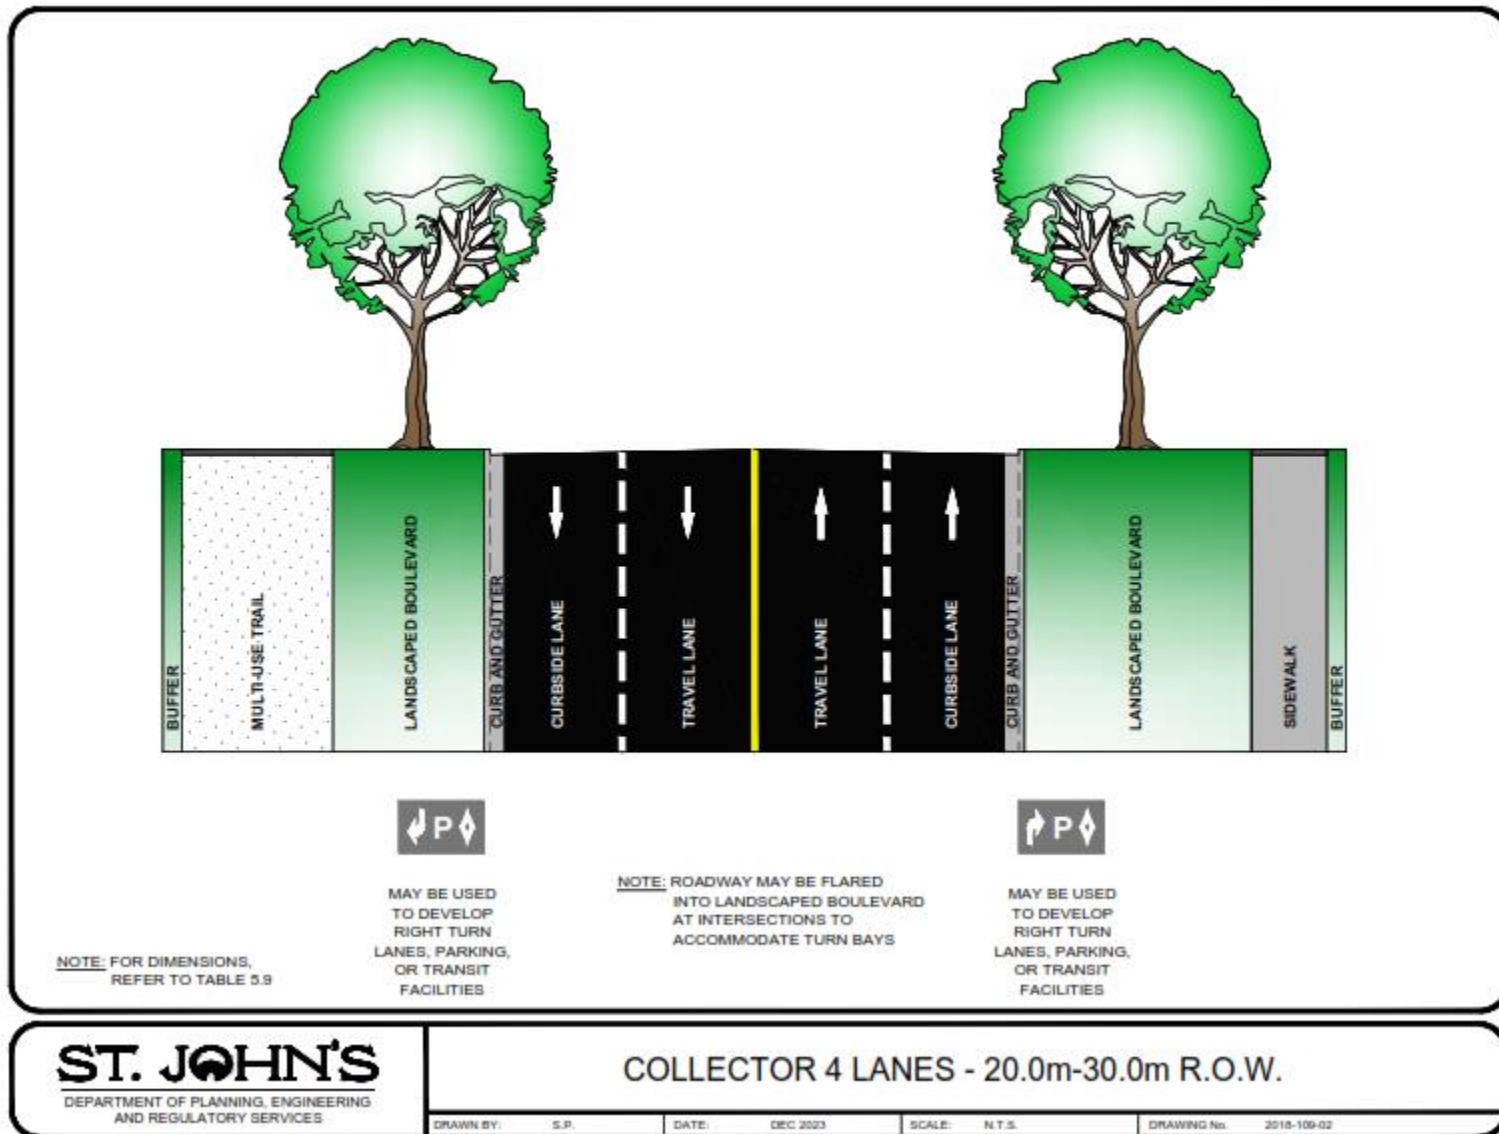 BUFFER
MULTI-USE TRAIL
LANDSCAPED BOULEVARD
CURB AND GUTTER
CURBSIDE LANE
TRAVEL LANE
TRAVEL LANE
CURBSIDE LANE
CURB AND GUTTER
LANDSCAPED BOULEVARD
SIDEWALK
BUFFER
P
MAY BE USED
TO DEVELOP
RIGHT TURN
LANES, PARKING,
OR TRANSIT
FACILITIES
NOTE: ROADWAY MAY BE FLARED
INTO LANDSCAPED BOULEVARD
AT INTERSECTIONS TO
ACCOMMODATE TURN BAYS
P
MAY BE USED
TO DEVELOP
RIGHT TURN
LANES, PARKING,
OR TRANSIT
FACILITIES
NOTE: FOR DIMENSIONS,
REFER TO TABLE 5.9
ST. JOHN'S
DEPARTMENT OF PLANNING, ENGINEERING
AND REGULATORY SERVICES
COLLECTOR 4 LANES - 20.0m-30.0m R.O.W.
DRAWN BY: S.P. DATE: DEC 2023 SCALE: N.T.S. DRAWING No. 2018-109-02